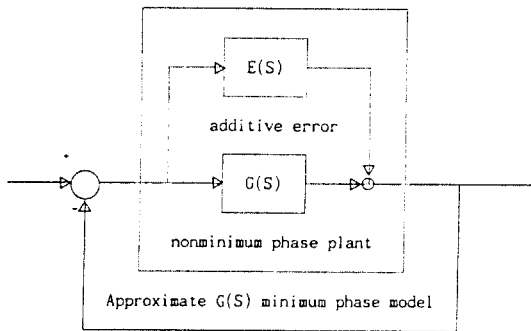 E(S)
additive error
+
G(S)
-
nonminimum phase plant
Approximate G(S) minimum phase model